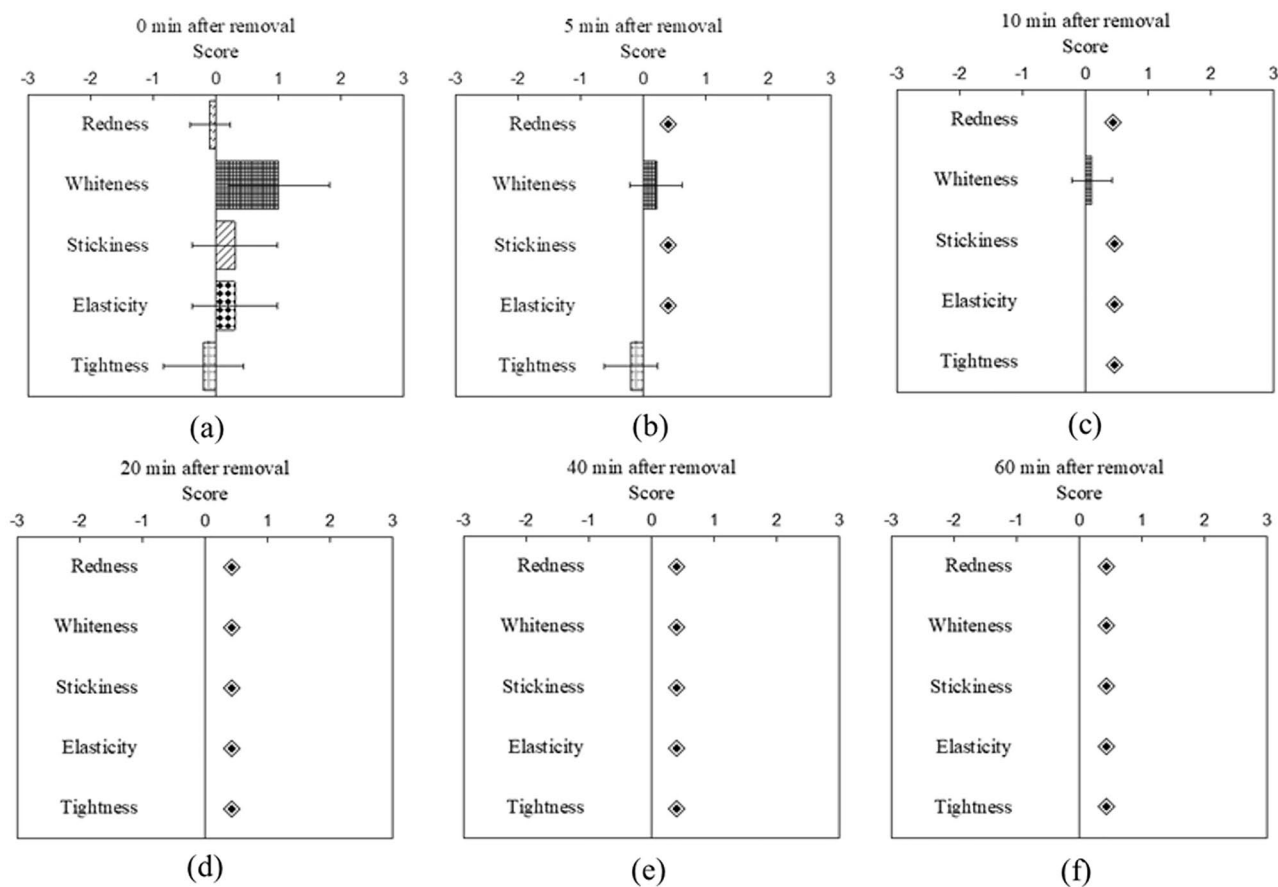 0 min after removal
Score
-3 -2 -1 0 1 2 3
Redness
Whiteness
Stickiness
Elasticity
Tightness
(a)
5 min after removal
Score
-3 -2 -1 0 1 2 3
Redness
Whiteness
Stickiness
Elasticity
Tightness
(b)
10 min after removal
Score
-3 -2 -1 0 1 2 3
Redness
Whiteness
Stickiness
Elasticity
Tightness
(c)
20 min after removal
Score
-3 -2 -1 0 1 2 3
Redness
Whiteness
Stickiness
Elasticity
Tightness
(d)
40 min after removal
Score
-3 -2 -1 0 1 2 3
Redness
Whiteness
Stickiness
Elasticity
Tightness
(e)
60 min after removal
Score
-3 -2 -1 0 1 2 3
Redness
Whiteness
Stickiness
Elasticity
Tightness
(f)